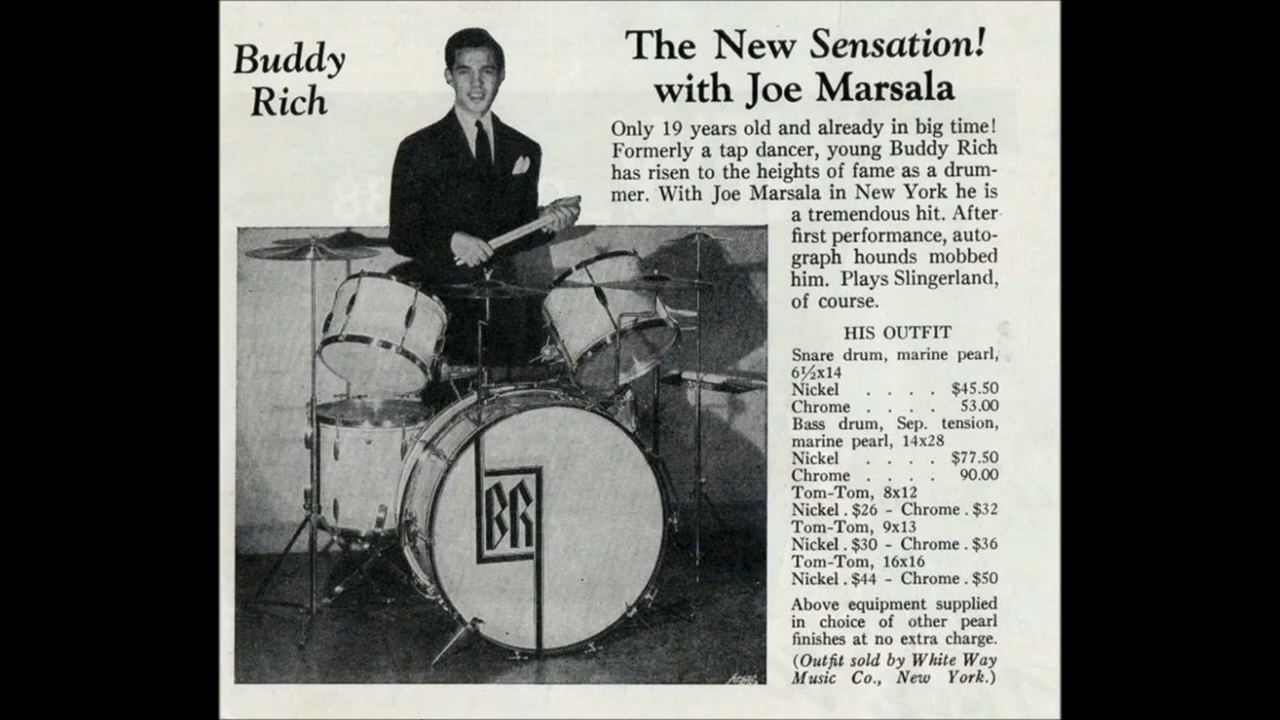 Buddy
Rich
The New Sensation!
with Joe Marsala
Only 19 years old and already in big time!
Formerly a tap dancer, young Buddy Rich
has risen to the heights of fame as a drum-
mer. With Joe Marsala in New York he is
a tremendous hit. After
first performance, auto-
graph hounds mobbed
him. Plays Slingerland,
of course.
HIS OUTFIT
Snare drum, marine pearl,
6½x14
Nickel . . . . $45.50
Chrome . . . . 53.00
Bass drum, Sep. tension,
marine pearl, 14x28
Nickel . . . . $77.50
Chrome . . . . 90.00
Tom-Tom, 8x12
Nickel . $26 - Chrome . $32
Tom-Tom, 9x13
Nickel . $30 - Chrome . $36
Tom-Tom, 16x16
Nickel . $44 - Chrome . $50
Above equipment supplied
in choice of other pearl
finishes at no extra charge.
(Outfit sold by White Way
Music Co., New York.)
BR